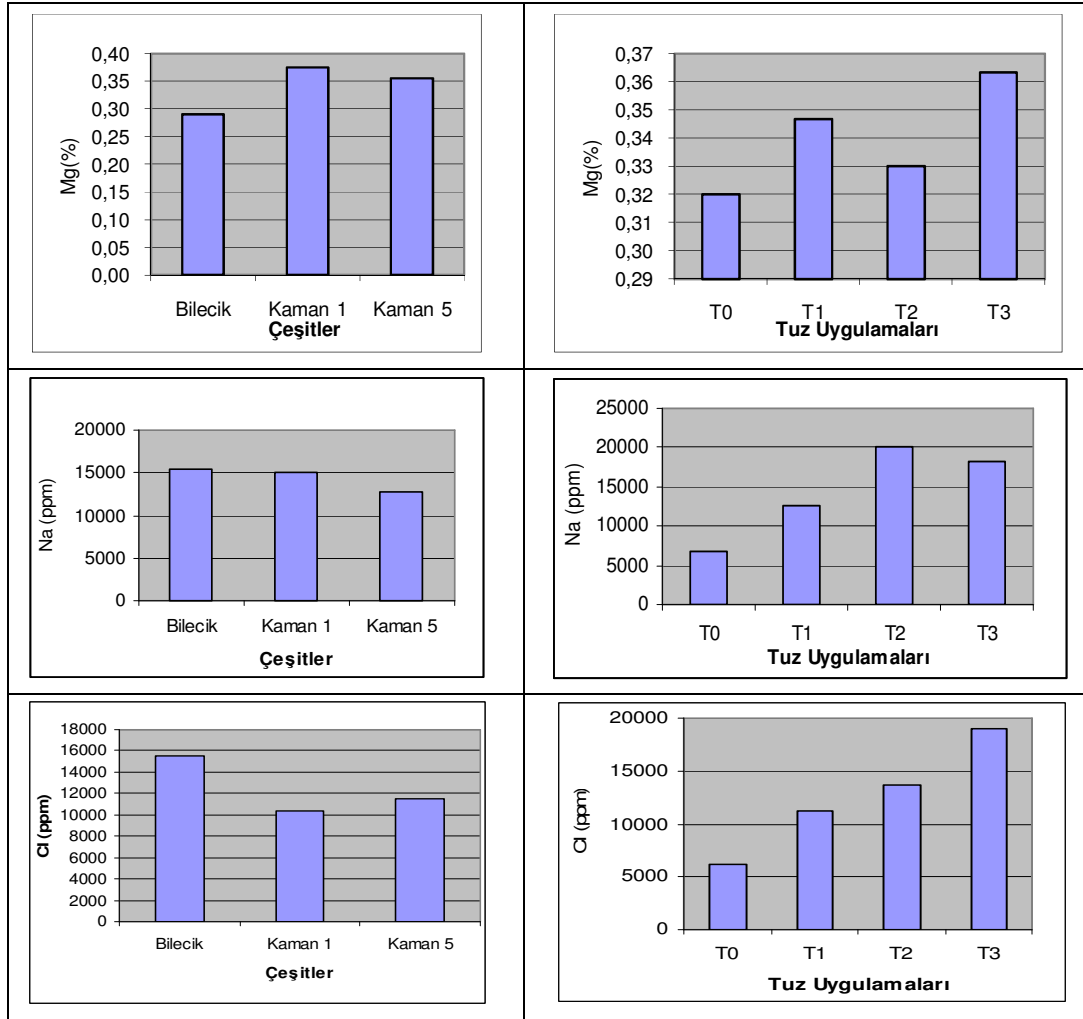 Mg(%)
0,40
0,35
0,30
0,25
0,20
0,15
0,10
0,05
0,00
Bilecik Kaman 1 Kaman 5
Çeşitler
Mg(%)
0,37
0,36
0,35
0,34
0,33
0,32
0,31
0,30
0,29
T0 T1 T2 T3
Tuz Uygulamaları
Na (ppm)
20000
15000
10000
5000
0
Bilecik Kaman 1 Kaman 5
Çeşitler
Na (ppm)
25000
20000
15000
10000
5000
0
T0 T1 T2 T3
Tuz Uygulamaları
Cl (ppm)
18000
16000
14000
12000
10000
8000
6000
4000
2000
0
Bilecik Kaman 1 Kaman 5
Çeşitler
Cl (ppm)
20000
15000
10000
5000
0
T0 T1 T2 T3
Tuz Uygulamaları